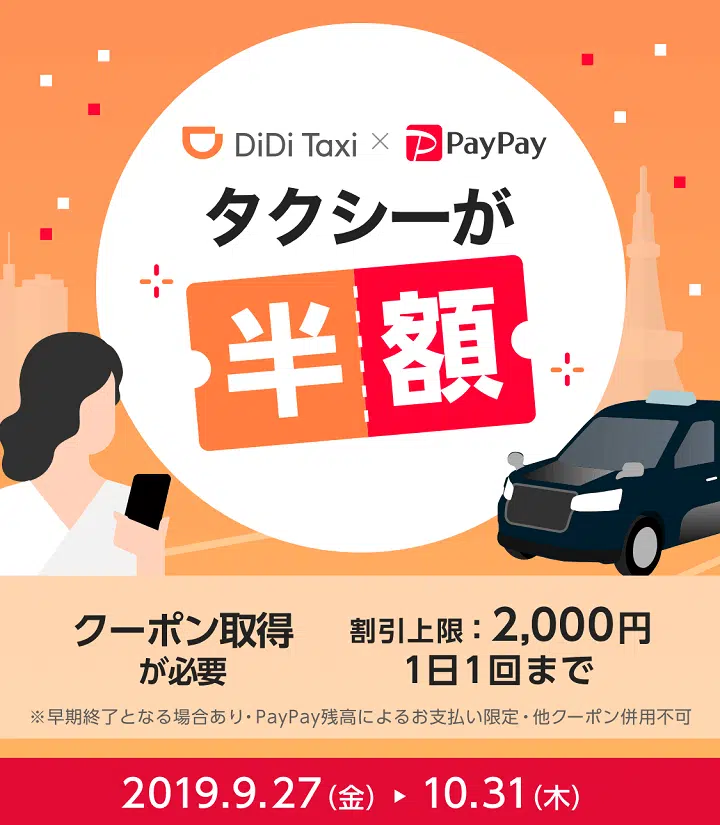 DiDi Taxi × PayPay
タクシーが
半額
クーポン取得
が必要
割引上限：2,000円
1日1回まで
※早期終了となる場合あり・PayPay残高によるお支払い限定・他クーポン併用不可
2019.9.27(金) ▶ 10.31(木)